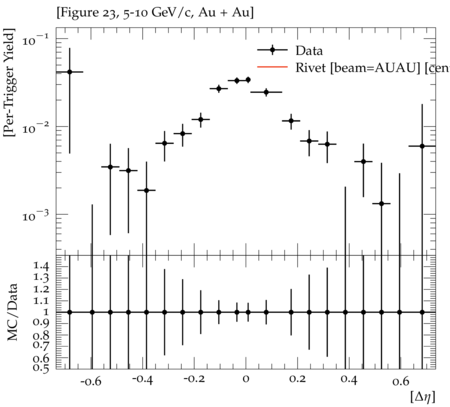 [Figure 23, 5-10 GeV/c, Au + Au]
[Per-Trigger Yield]
10⁻¹
10⁻²
10⁻³
Data
Rivet [beam=AUAU] [cen
MC/Data
1.4
1.3
1.2
1.1
1
0.9
0.8
0.7
0.6
0.5
-0.6 -0.4 -0.2 0 0.2 0.4 0.6
[Δη]